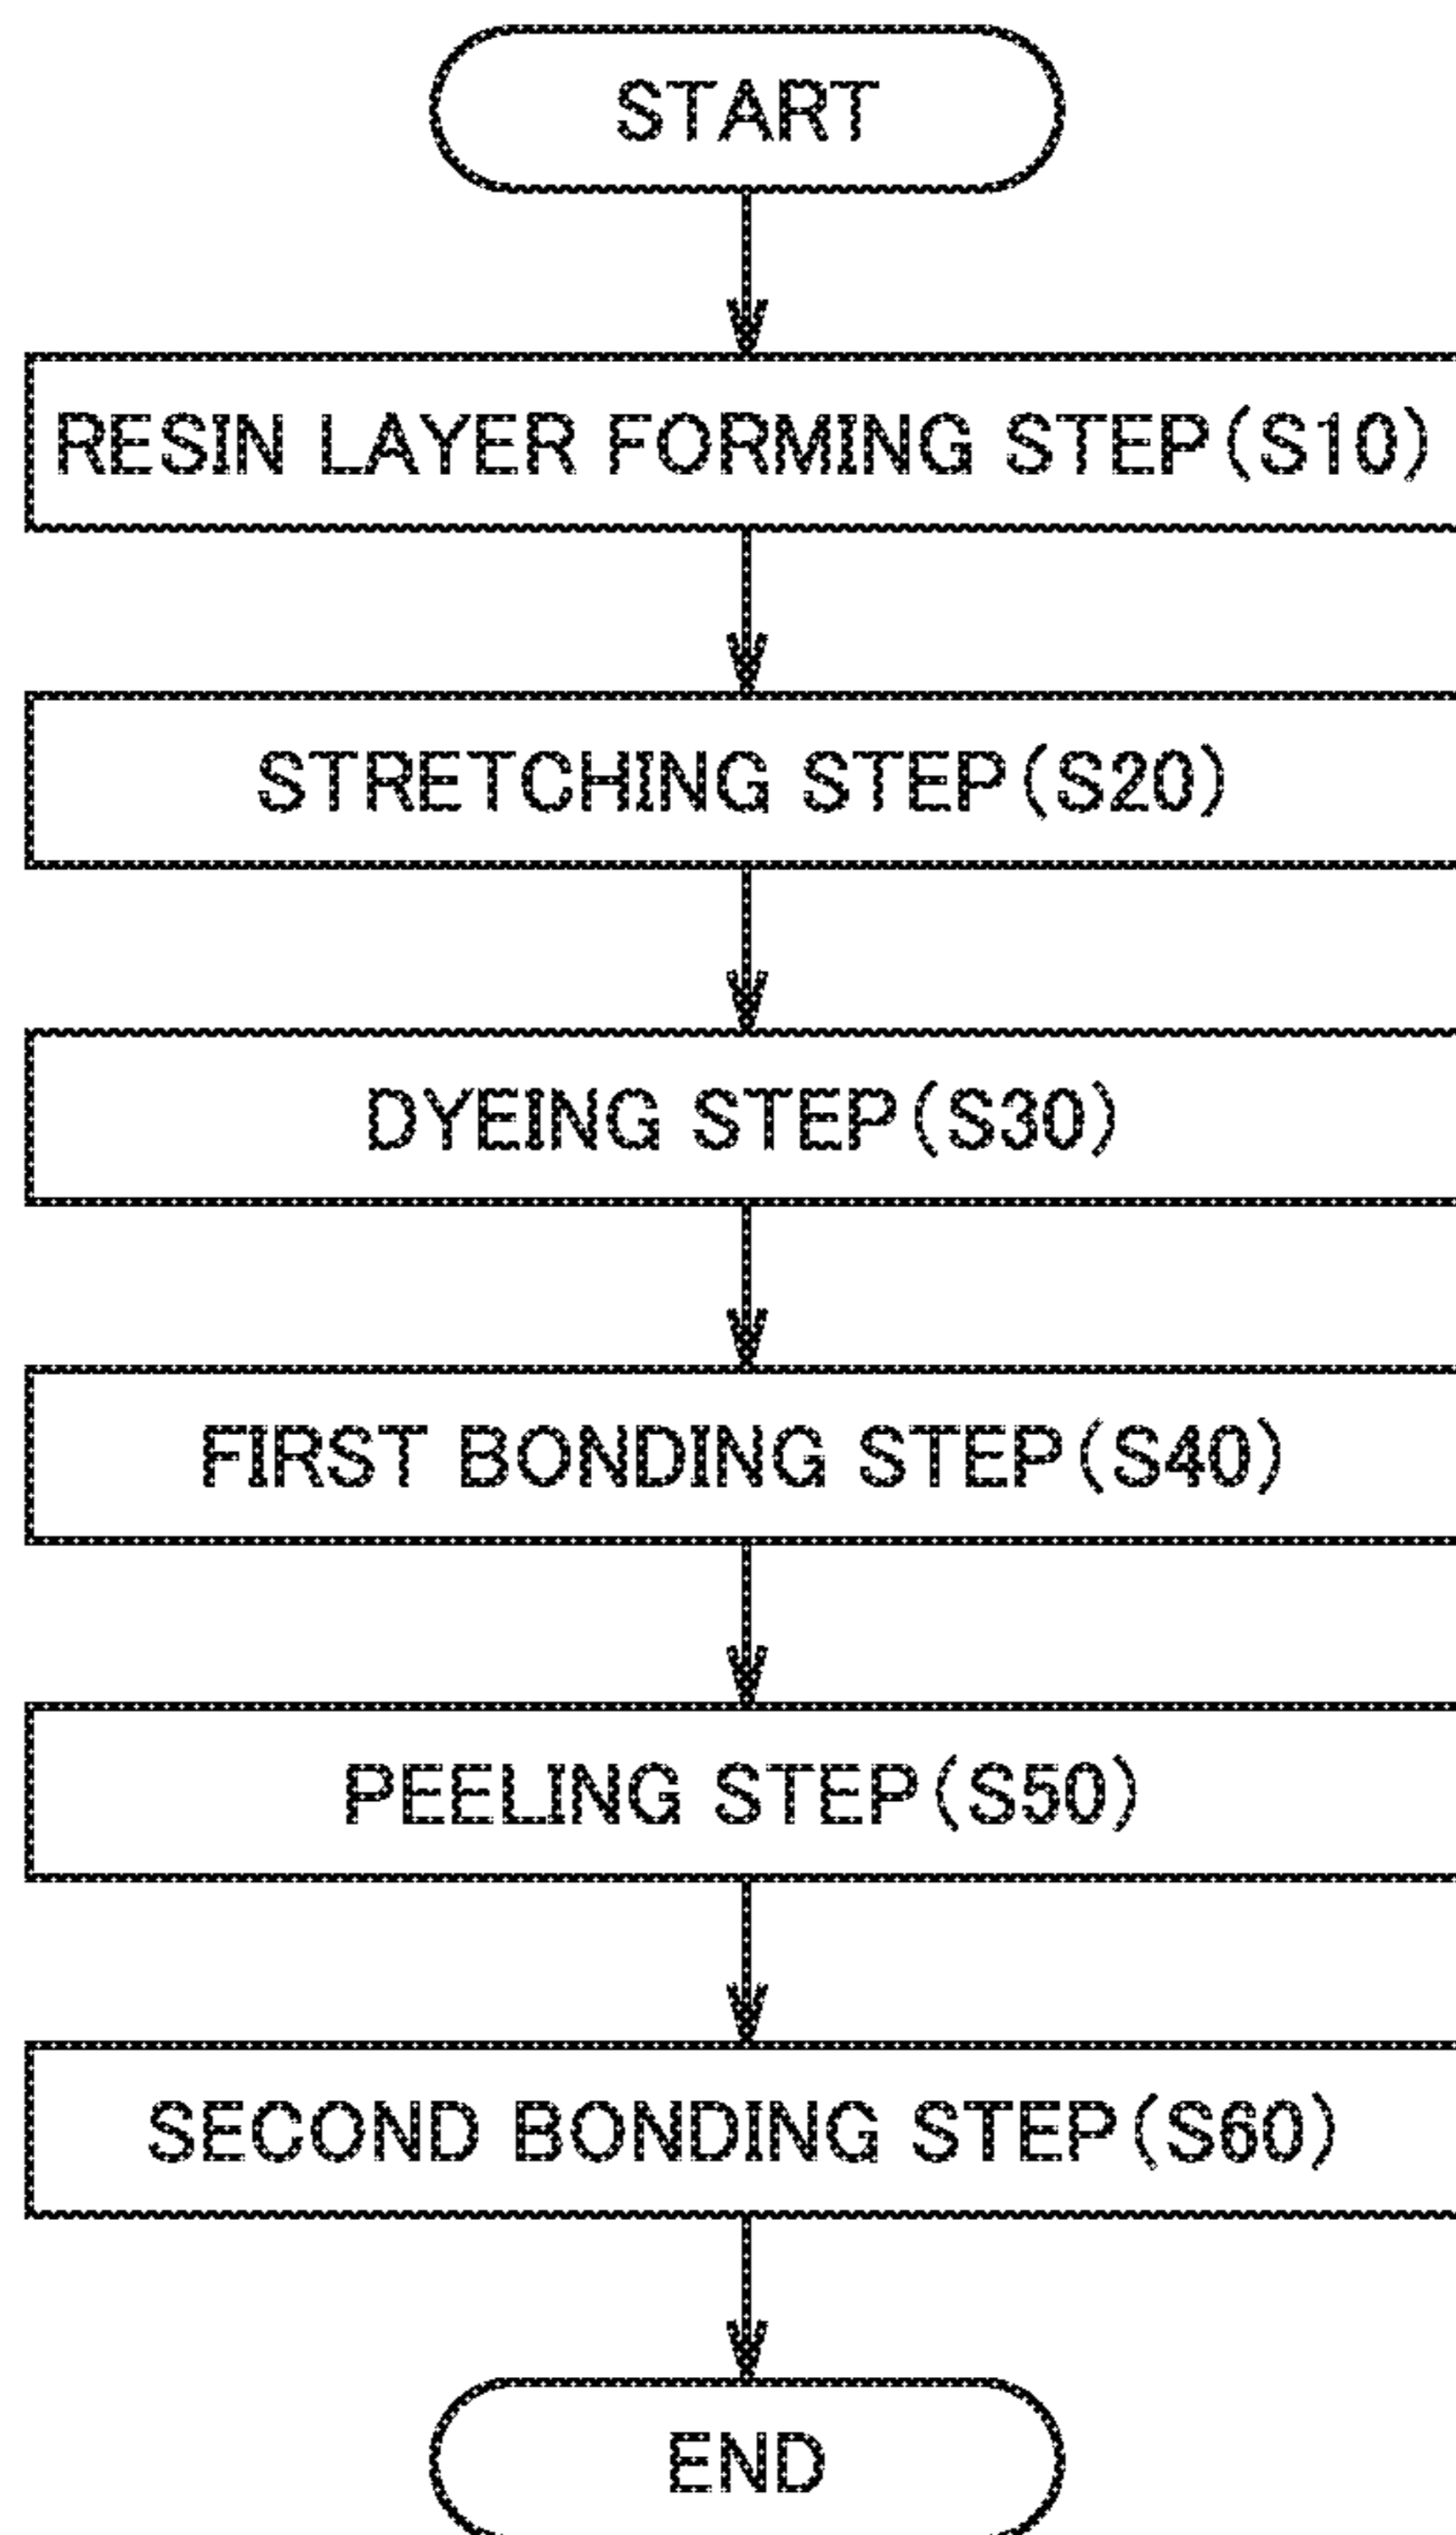 START
RESIN LAYER FORMING STEP(S10)
STRETCHING STEP(S20)
DYEING STEP(S30)
FIRST BONDING STEP(S40)
PEELING STEP(S50)
SECOND BONDING STEP(S60)
END